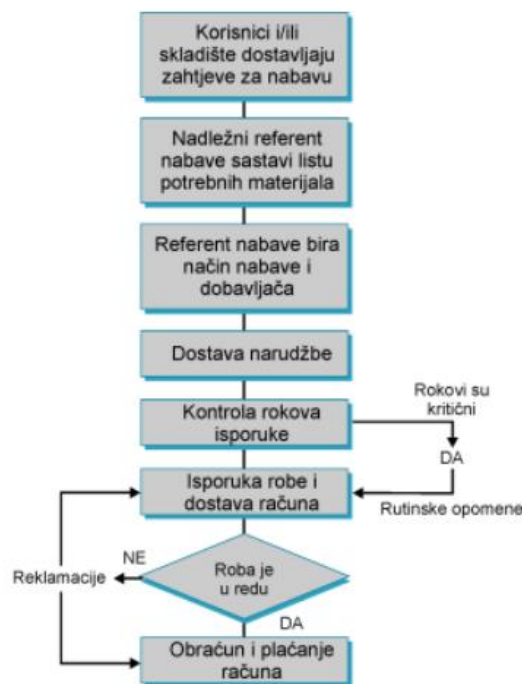 Korisnici i/ili
skladište dostavljaju
zahtjeve za nabavu
Nadležni referent
nabave sastavi listu
potrebnih materijala
Referent nabave bira
način nabave i
dobavljača
Dostava narudžbe
Kontrola rokova
isporuke
Rokovi su
kritični
DA
Isporuka robe i
dostava računa
Rutinske opomene
NE
Reklamacije
Roba je
u redu
DA
Obračun i plaćanje
računa